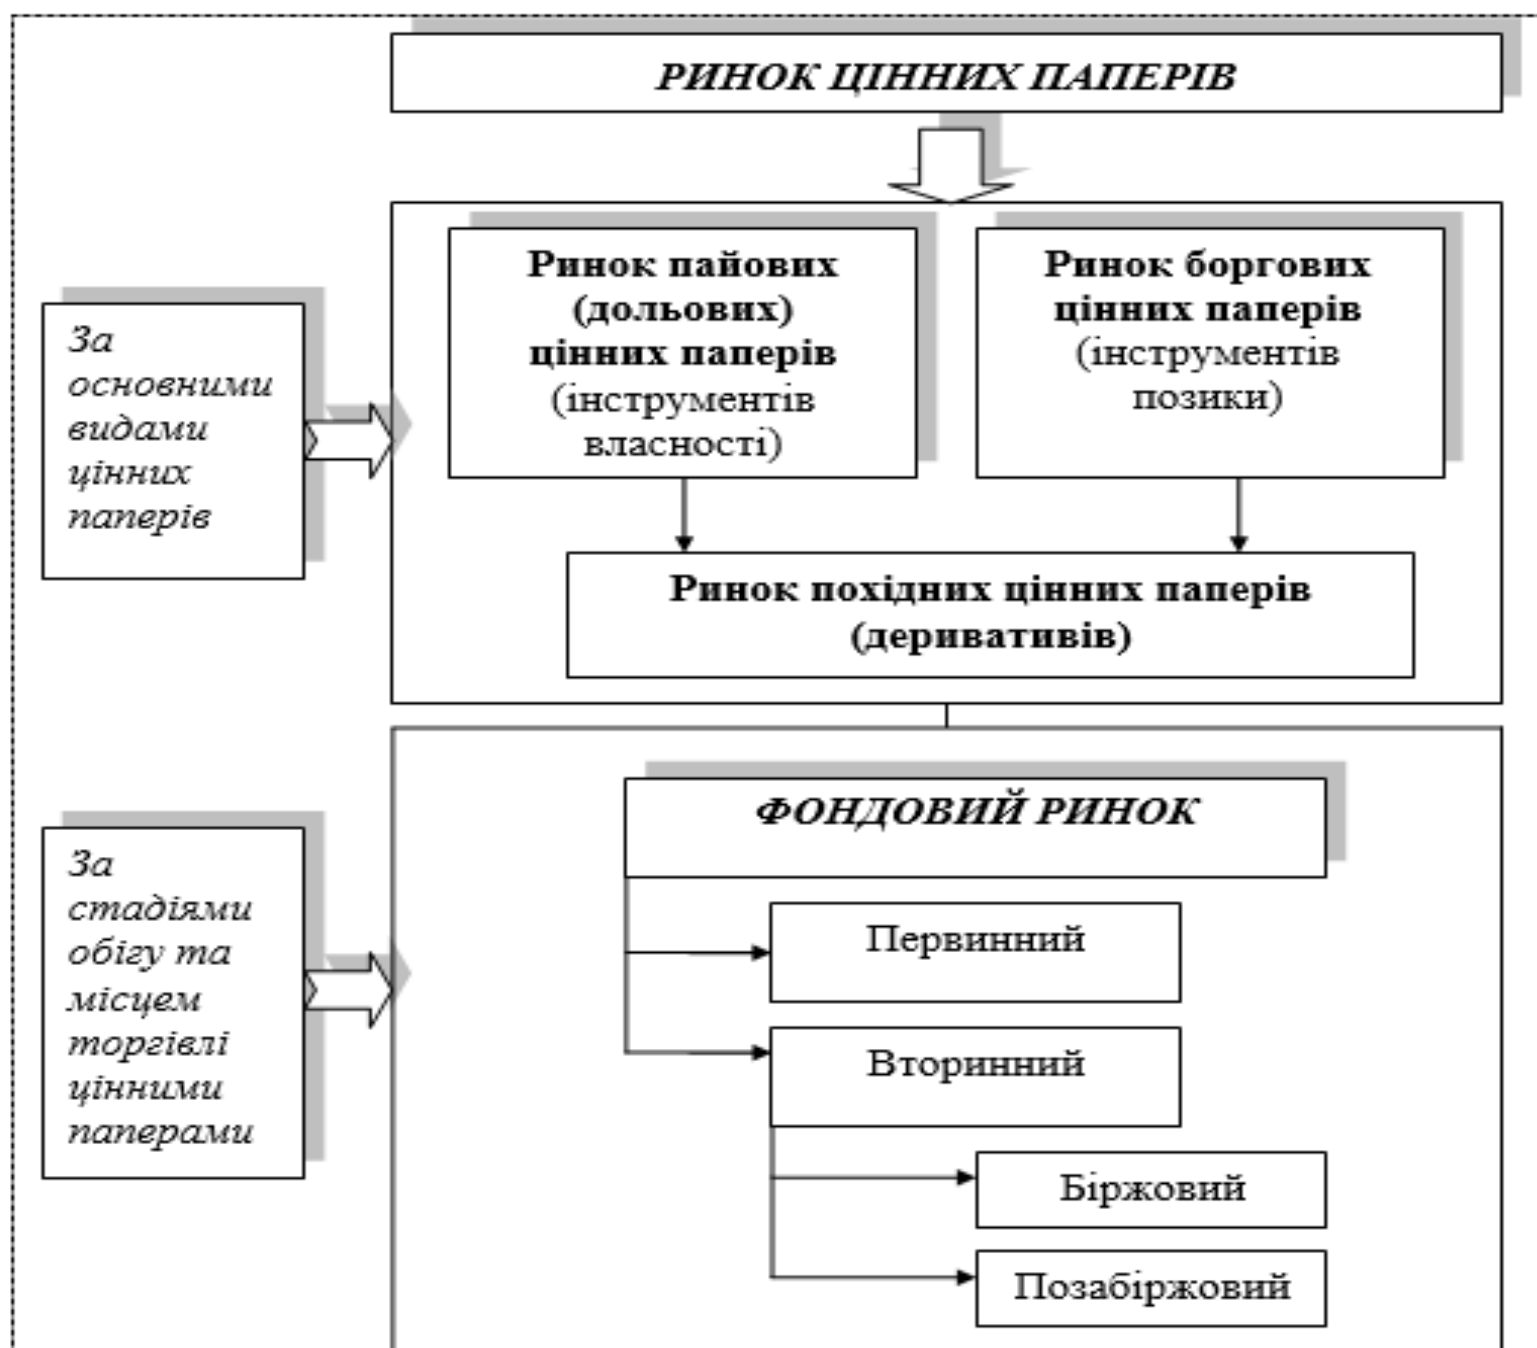 РИНОК ЦІННИХ ПАПЕРІВ
Ринок пайових
(дольових)
цінних паперів
(інструментів
власності)
Ринок боргових
цінних паперів
(інструментів
позики)
За
основними
видами
цінних
паперів
Ринок похідних цінних паперів
(деривативів)
ФОНДОВИЙ РИНОК
За
стадіями
обігу та
місцем
торгівлі
цінними
паперами
Первинний
Вторинний
Біржовий
Позабіржовий